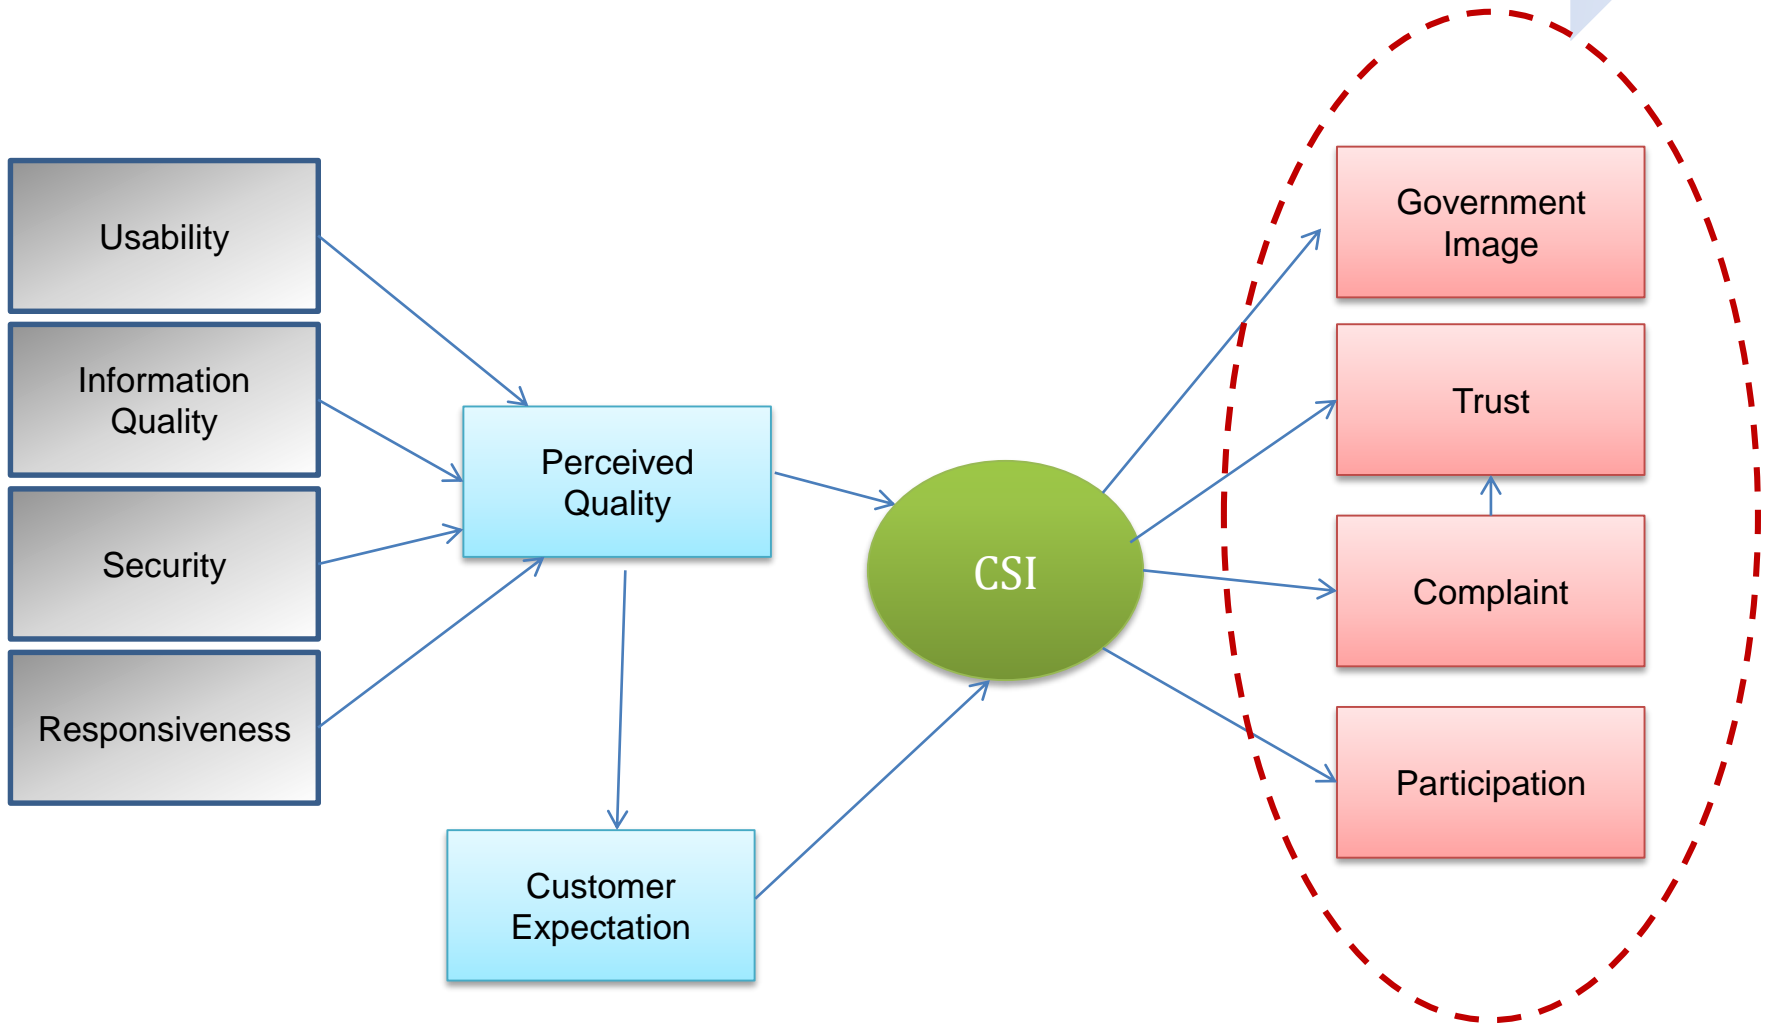 Usability
Information
Quality
Security
Responsiveness
Perceived
Quality
Customer
Expectation
CSI
Government
Image
Trust
Complaint
Participation